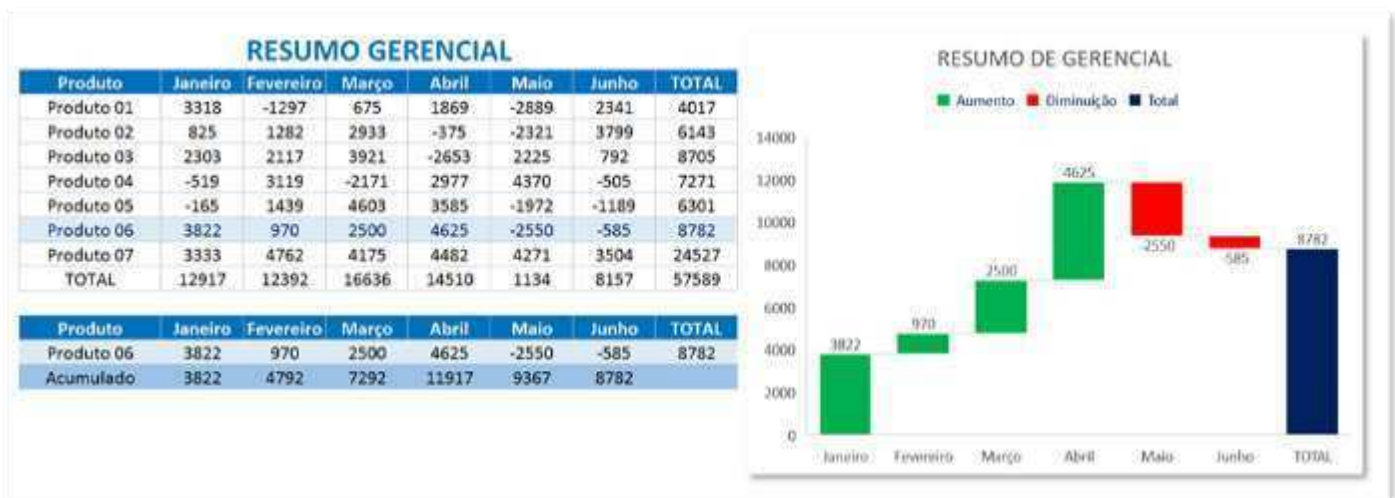 RESUMO GERENCIAL
Produto Janeiro Fevereiro Março Abril Maio Junho TOTAL
Produto 01 3318 -1297 675 1869 -2889 2341 4017
Produto 02 825 1282 2933 -375 -2321 3799 6143
Produto 03 2303 2117 3921 -2653 2225 792 8705
Produto 04 -519 3119 -2171 2977 4370 -505 7271
Produto 05 -165 1439 4603 3585 -1972 -1189 6301
Produto 06 3822 970 2500 4625 -2550 -585 8782
Produto 07 3333 4762 4175 4482 4271 3504 24527
TOTAL 12917 12392 16636 14510 1134 8157 57589
Produto Janeiro Fevereiro Março Abril Maio Junho TOTAL
Produto 06 3822 970 2500 4625 -2550 -585 8782
Acumulado 3822 4792 7292 11917 9367 8782
RESUMO DE GERENCIAL
Aumento Diminuição Total
14000
12000
10000
8000
6000
4000
2000
0
3822
970
2500
4625
-2550
-585
8782
Janeiro Fevereiro Março Abril Maio Junho TOTAL